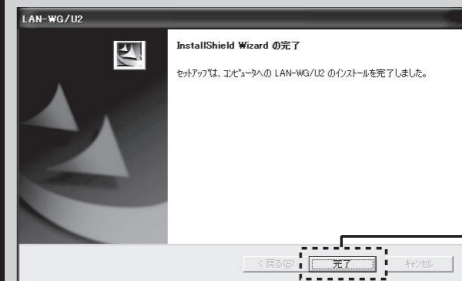 LAN-WG/U2
InstallShield Wizard の完了
セットアップは、コンピュータへの LAN-WG/U2 のインストールを完了しました。
< 戻る(B)
完了
キャンセル